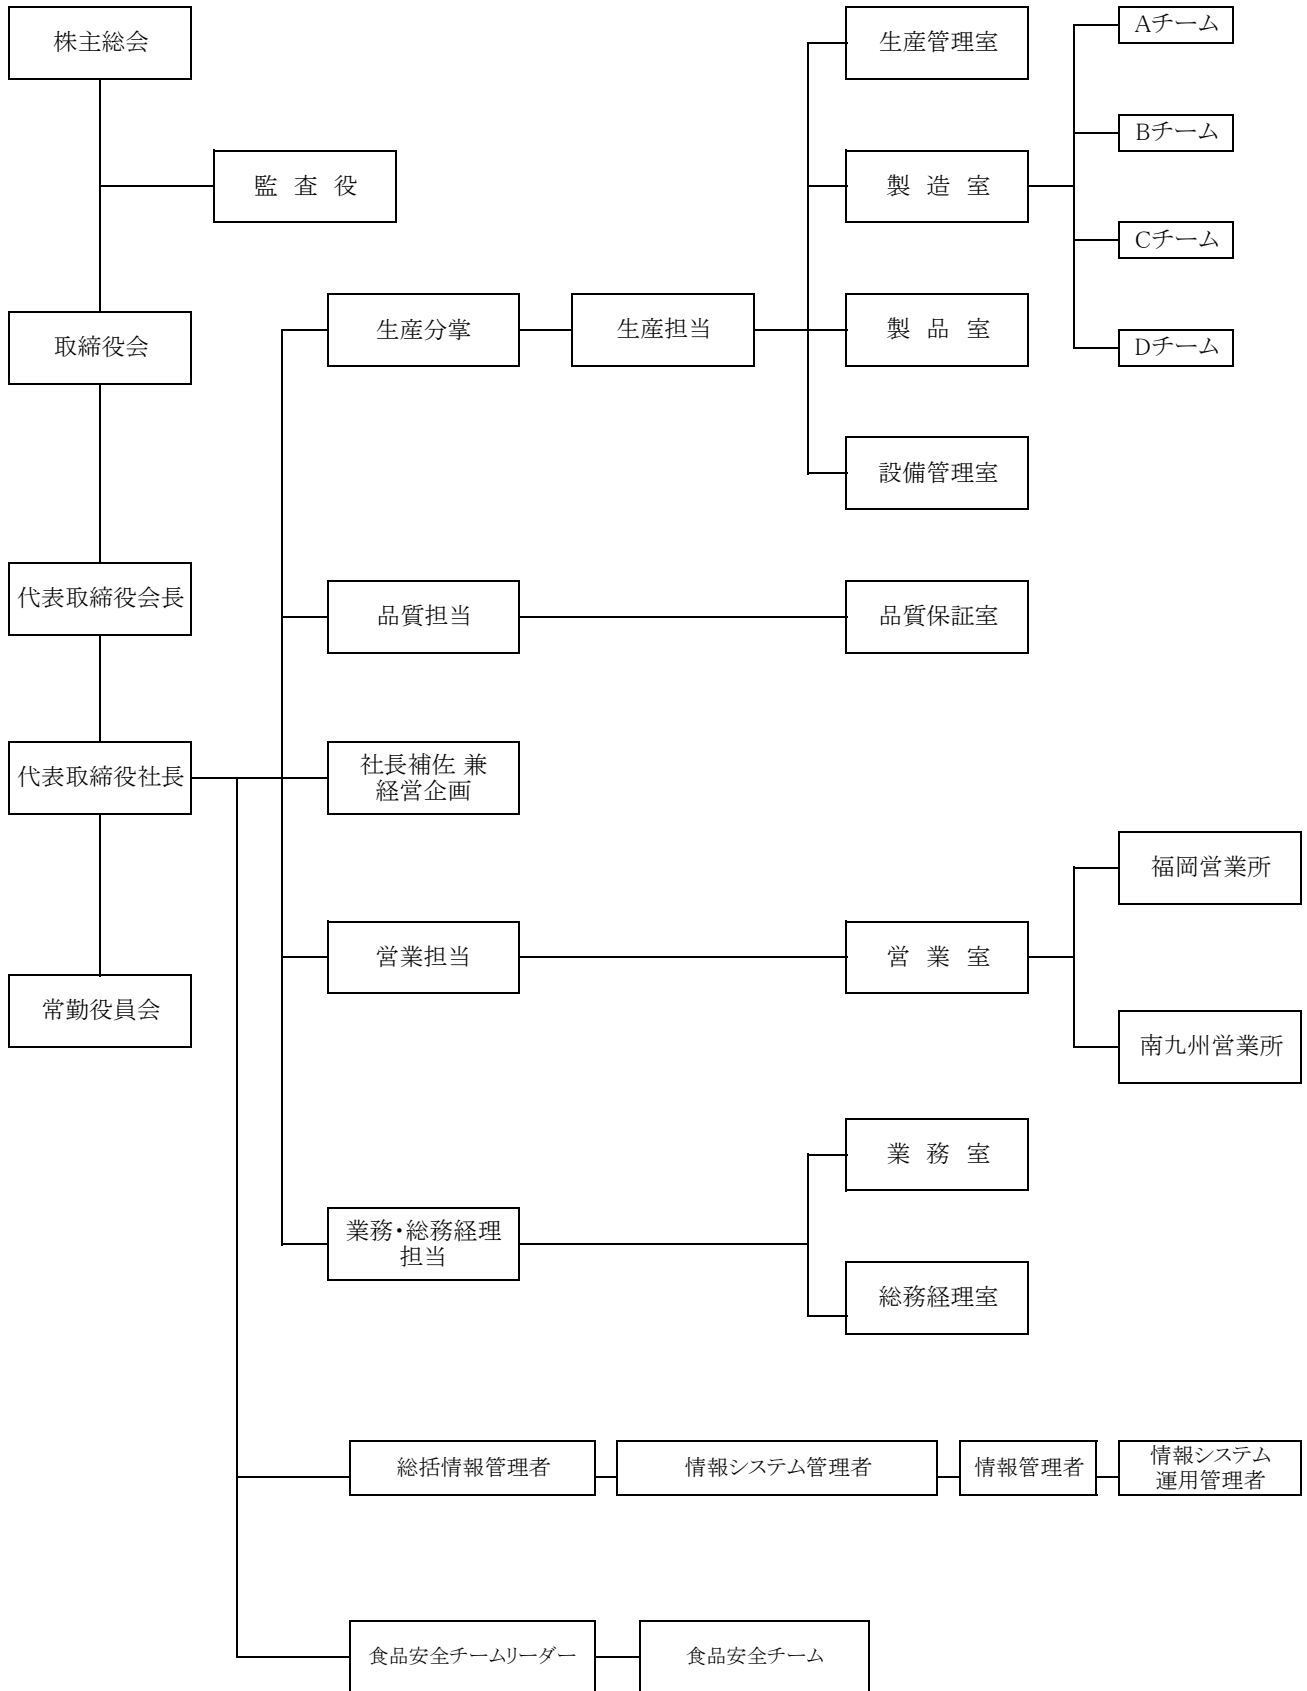 株主総会
監 査 役
取締役会
代表取締役会長
代表取締役社長
常勤役員会
生産分掌
生産担当
生産管理室
製 造 室
製 品 室
設備管理室
Aチーム
Bチーム
Cチーム
Dチーム
品質担当
品質保証室
社長補佐 兼
経営企画
営業担当
営 業 室
福岡営業所
南九州営業所
業務・総務経理
担当
業 務 室
総務経理室
総括情報管理者
情報システム管理者
情報管理者
情報システム
運用管理者
食品安全チームリーダー
食品安全チーム